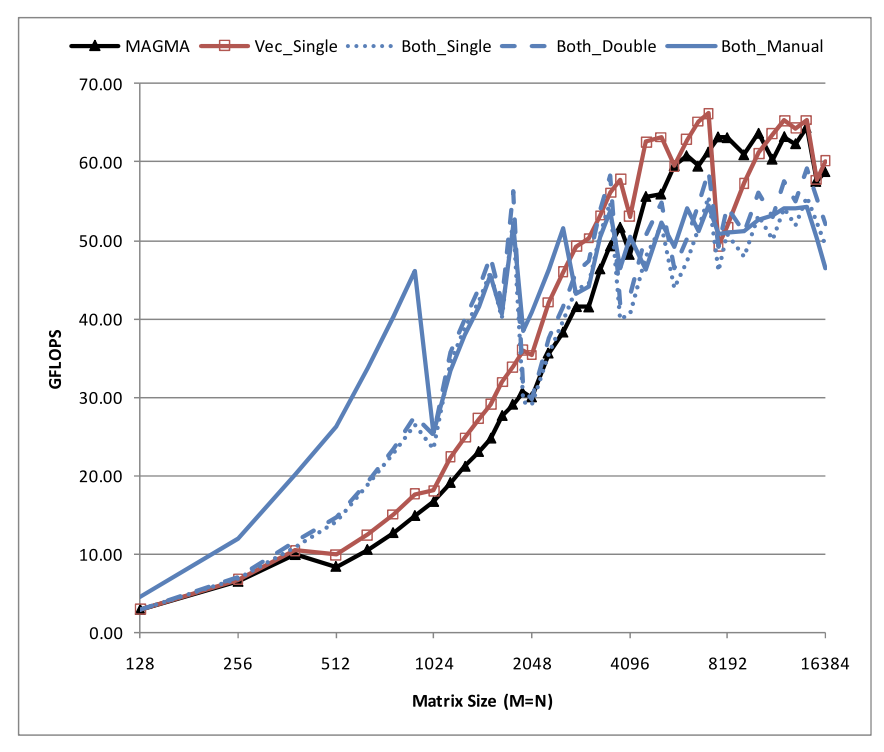 MAGMA Vec_Single Both_Single Both_Double Both_Manual
70.00
60.00
50.00
40.00
30.00
20.00
10.00
0.00
GFLOPS
128 256 512 1024 2048 4096 8192 16384
Matrix Size (M=N)